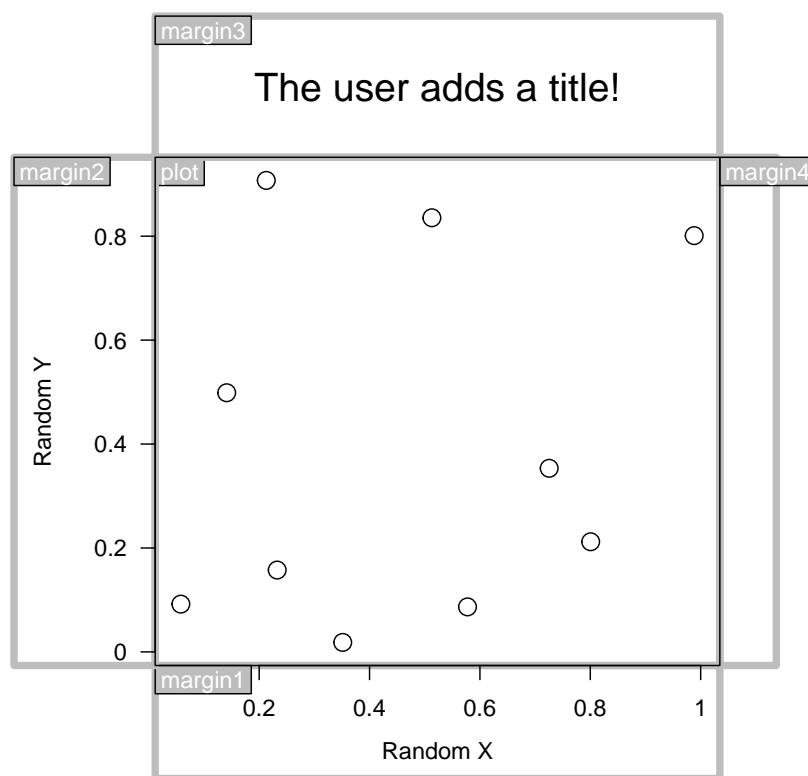 margin3
The user adds a title!
margin2
plot
margin4
0.8
0.6
0.4
0.2
0
Random Y
margin1
0.2 0.4 0.6 0.8 1
Random X